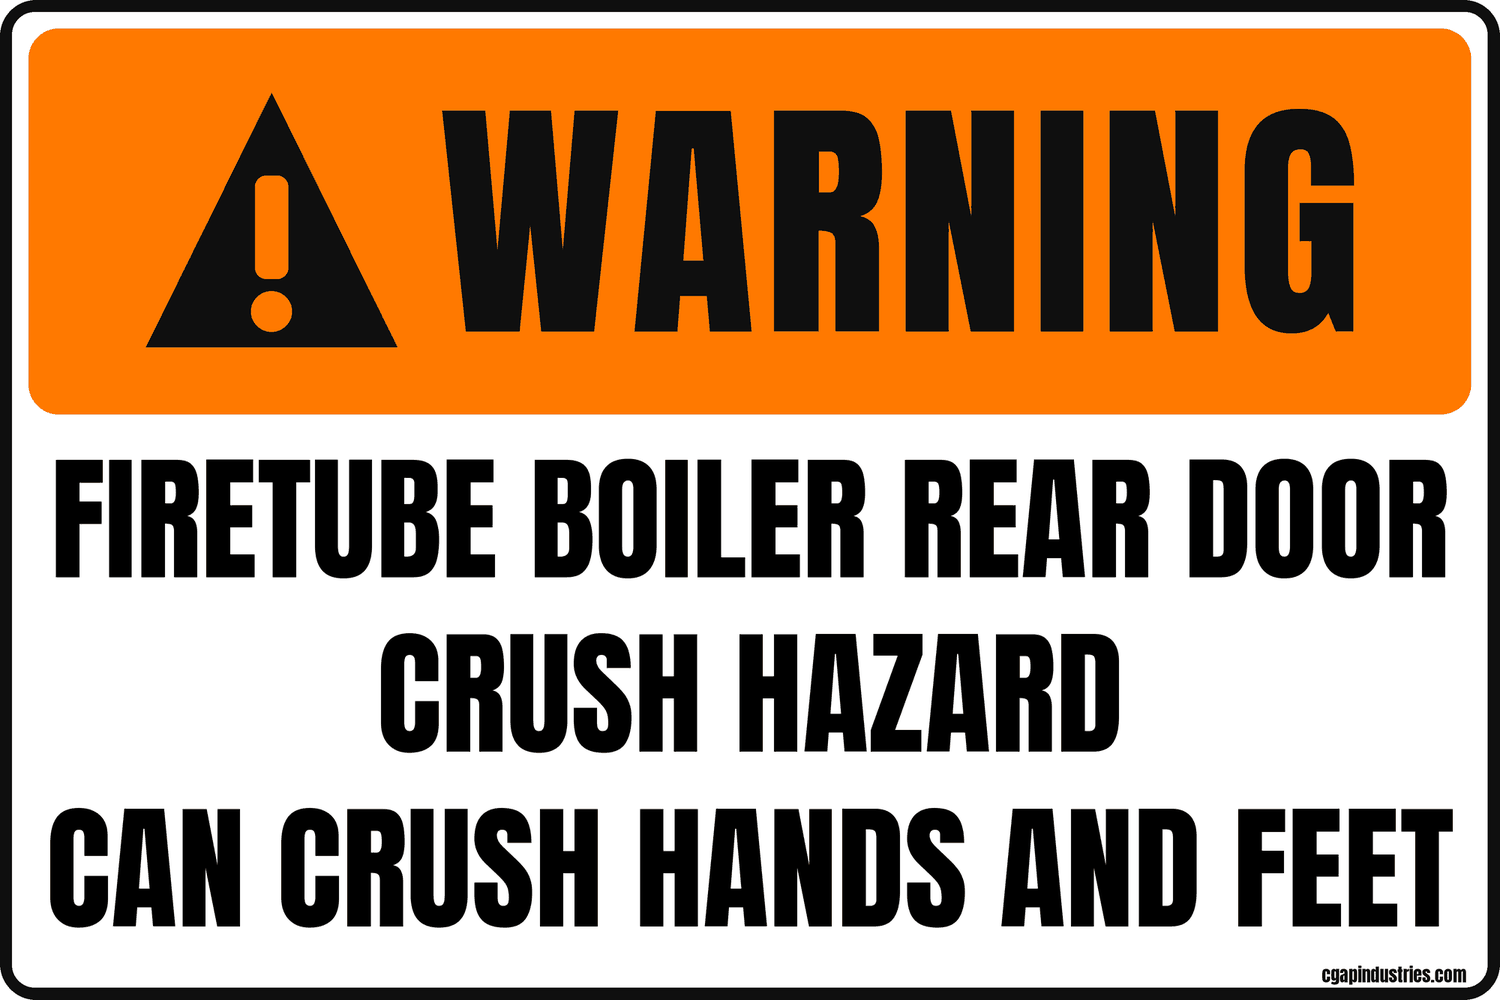 WARNING
FIRETUBE BOILER REAR DOOR
CRUSH HAZARD
CAN CRUSH HANDS AND FEET
cgapindustries.com